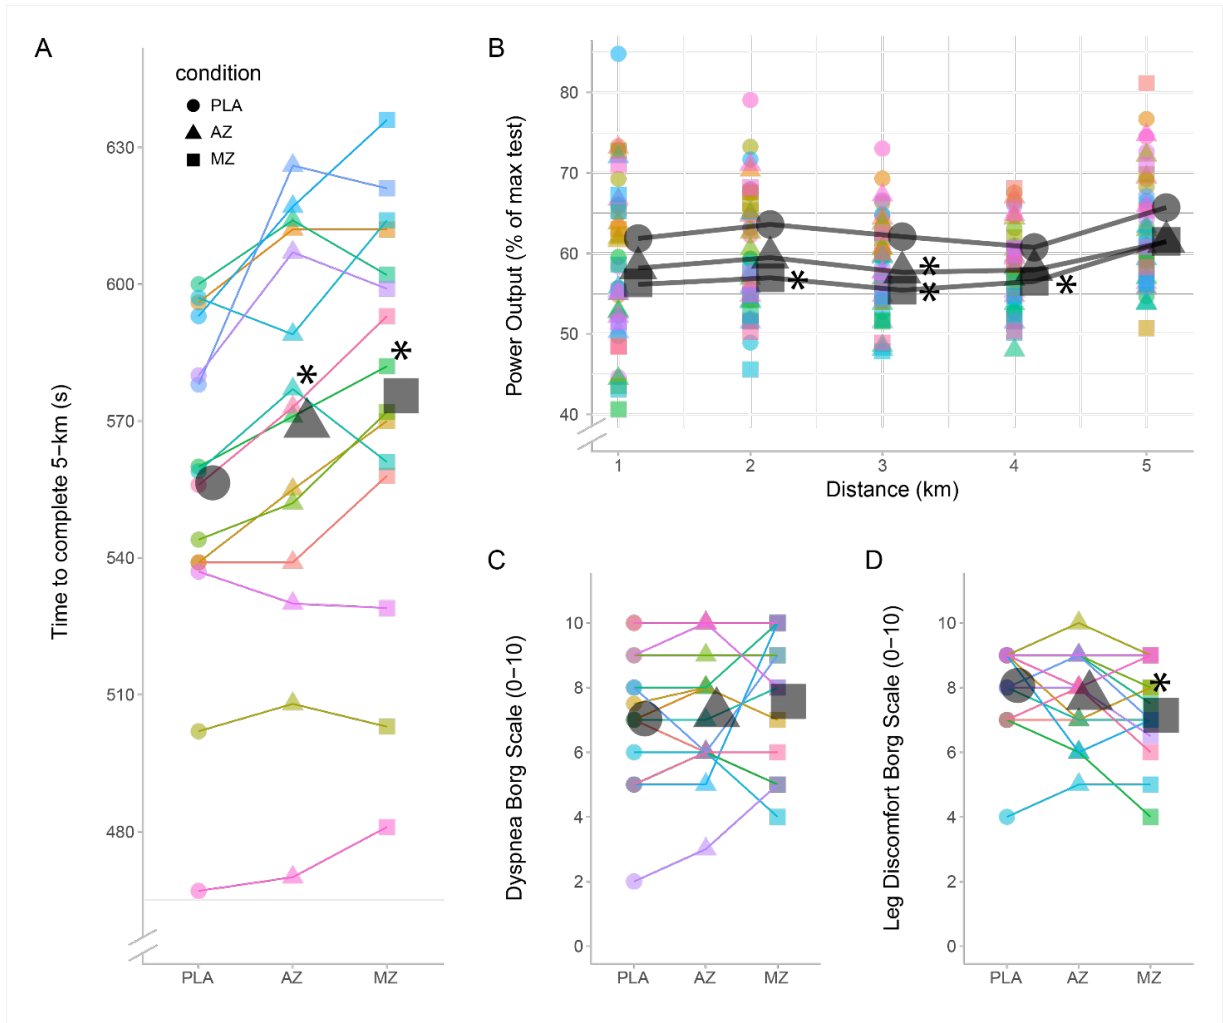 A
condition
PLA
AZ
MZ
Time to complete 5−km (s)
630
600
570
540
510
480
*
*
PLA AZ MZ
B
Power Output (% of max test)
80
70
60
50
40
*
*
*
*
1 2 3 4 5
Distance (km)
C
Dyspnea Borg Scale (0−10)
10
8
6
4
2
0
PLA AZ MZ
D
Leg Discomfort Borg Scale (0−10)
10
8
6
4
2
0
*
PLA AZ MZ